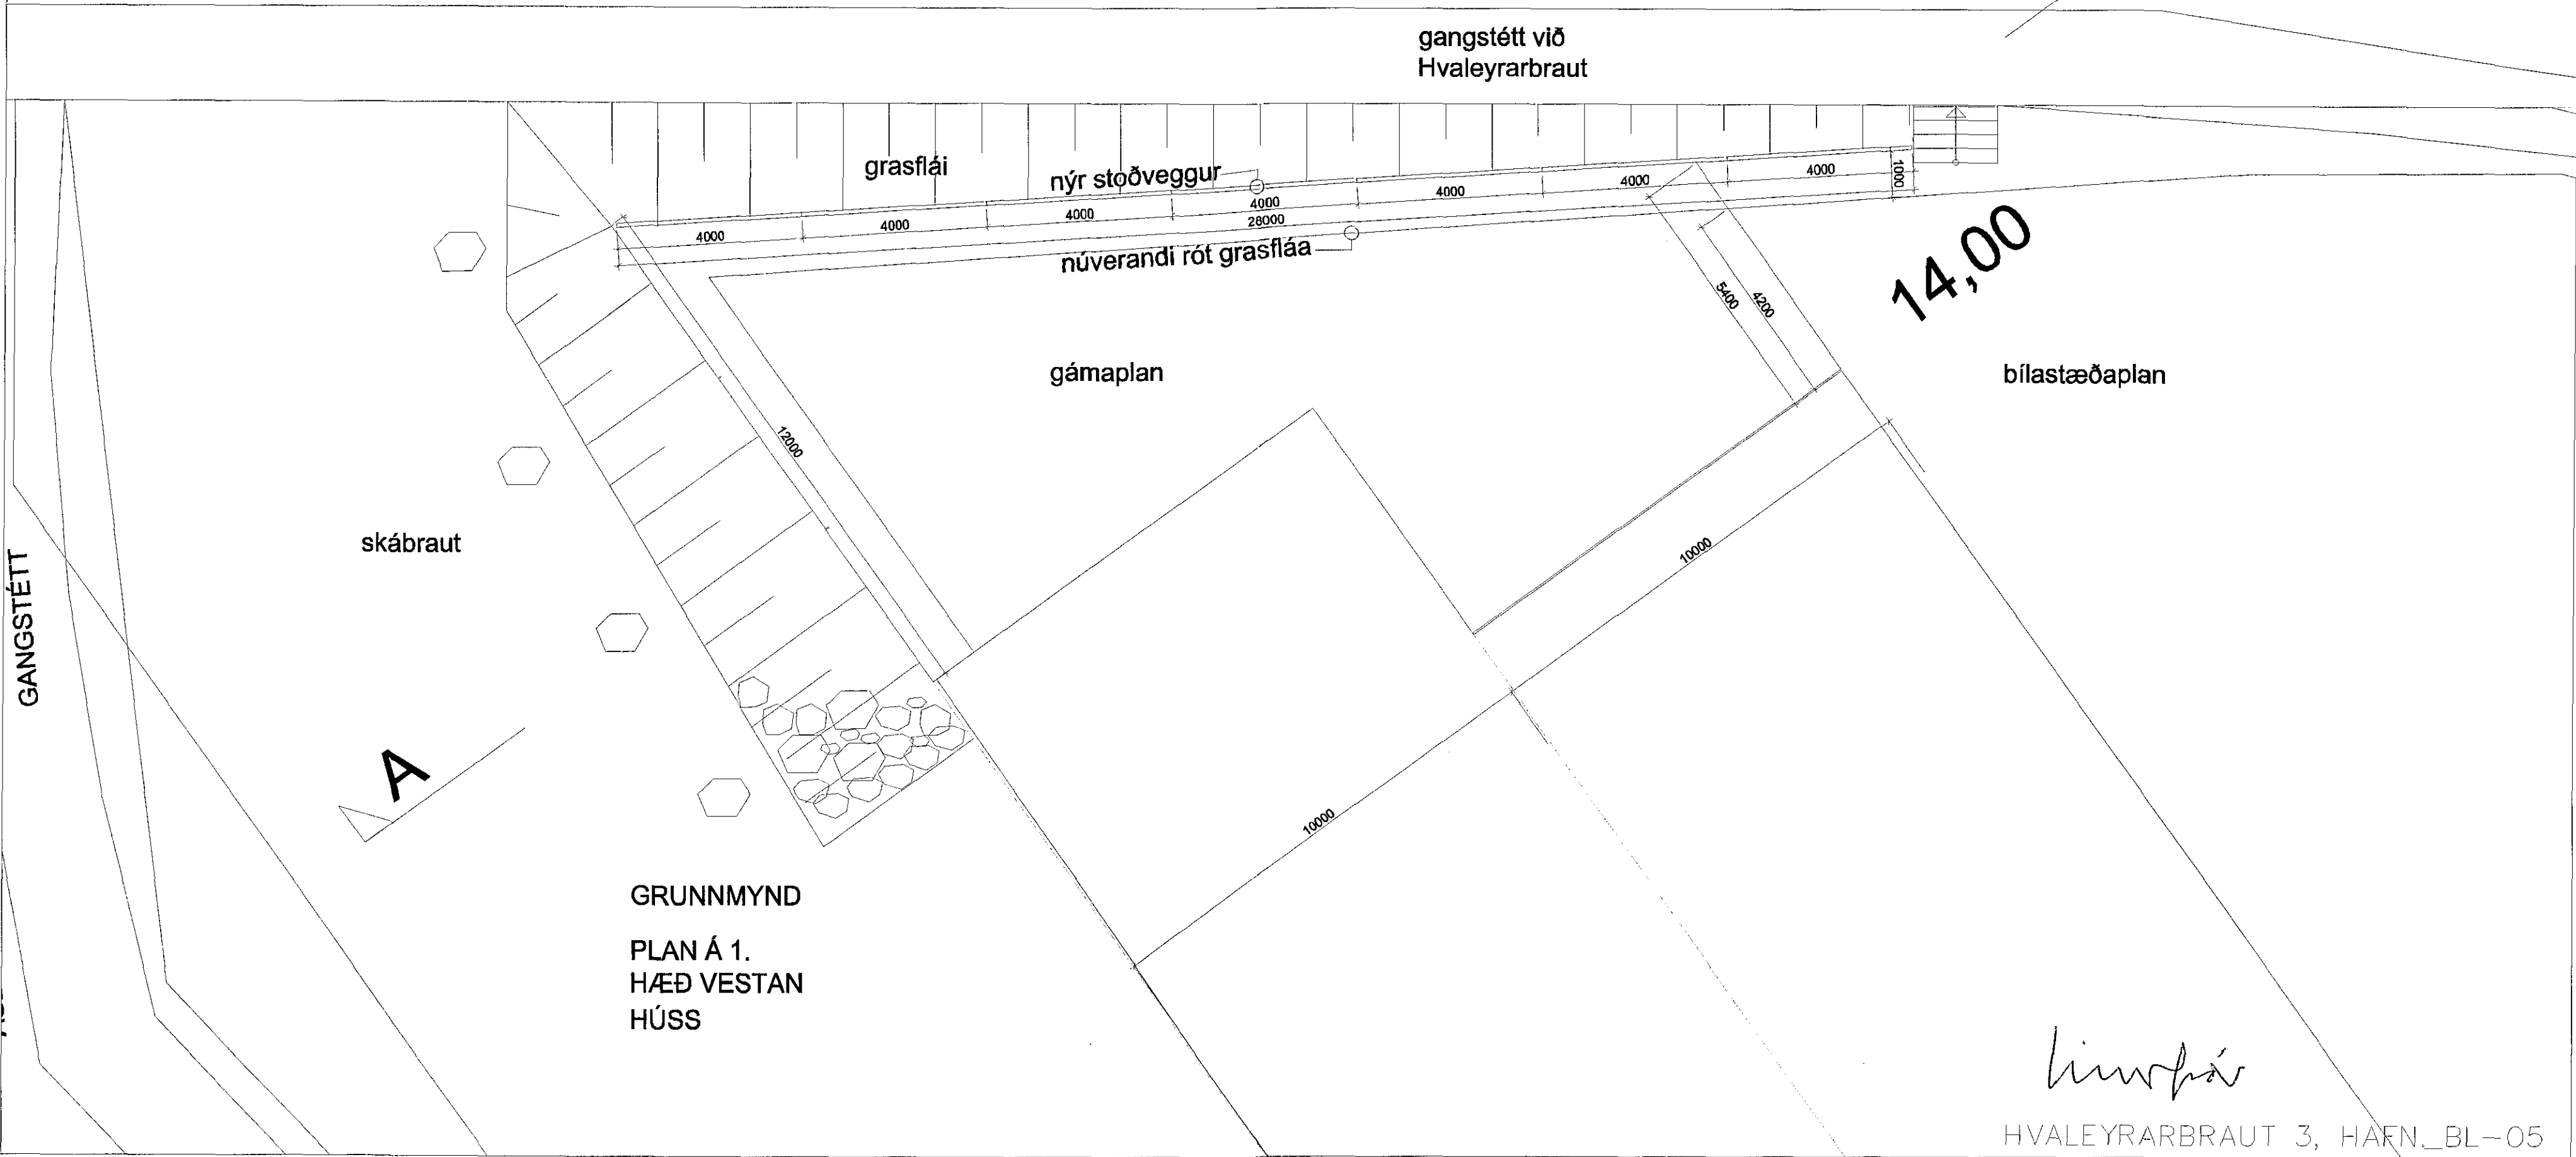 gangstétt við
Hvaleyrarbraut
grasflái
nýr stoðveggur
4000
4000
4000
4000
4000
4000
4000
1000
28000
núverandi rót grasfláa
14,00
5400
4200
gámaplan
bílastæðaplan
12000
skábraut
10000
GANGSTÉTT
A
10000
GRUNNMYND
PLAN Á 1.
HÆÐ VESTAN
HÚSS
HVALEYRARBRAUT 3, HAFN._BL-05